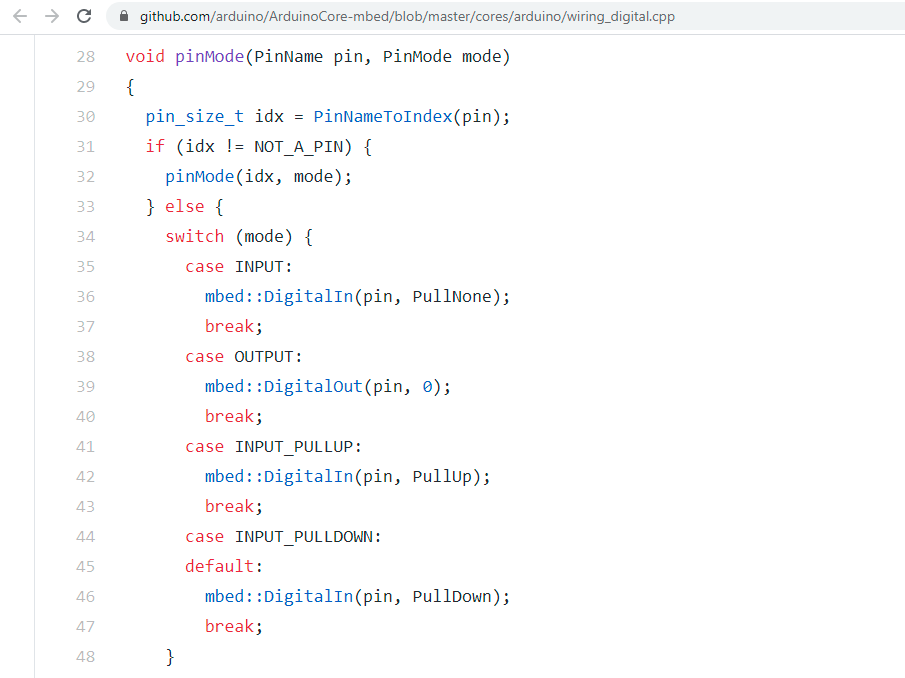 github.com/arduino/ArduinoCore-mbed/blob/master/cores/arduino/wiring_digital.cpp
28 void pinMode(PinName pin, PinMode mode)
29 {
30   pin_size_t idx = PinNameToIndex(pin);
31   if (idx != NOT_A_PIN) {
32     pinMode(idx, mode);
33   } else {
34     switch (mode) {
35       case INPUT:
36         mbed::DigitalIn(pin, PullNone);
37         break;
38       case OUTPUT:
39         mbed::DigitalOut(pin, 0);
40         break;
41       case INPUT_PULLUP:
42         mbed::DigitalIn(pin, PullUp);
43         break;
44       case INPUT_PULLDOWN:
45       default:
46         mbed::DigitalIn(pin, PullDown);
47         break;
48     }